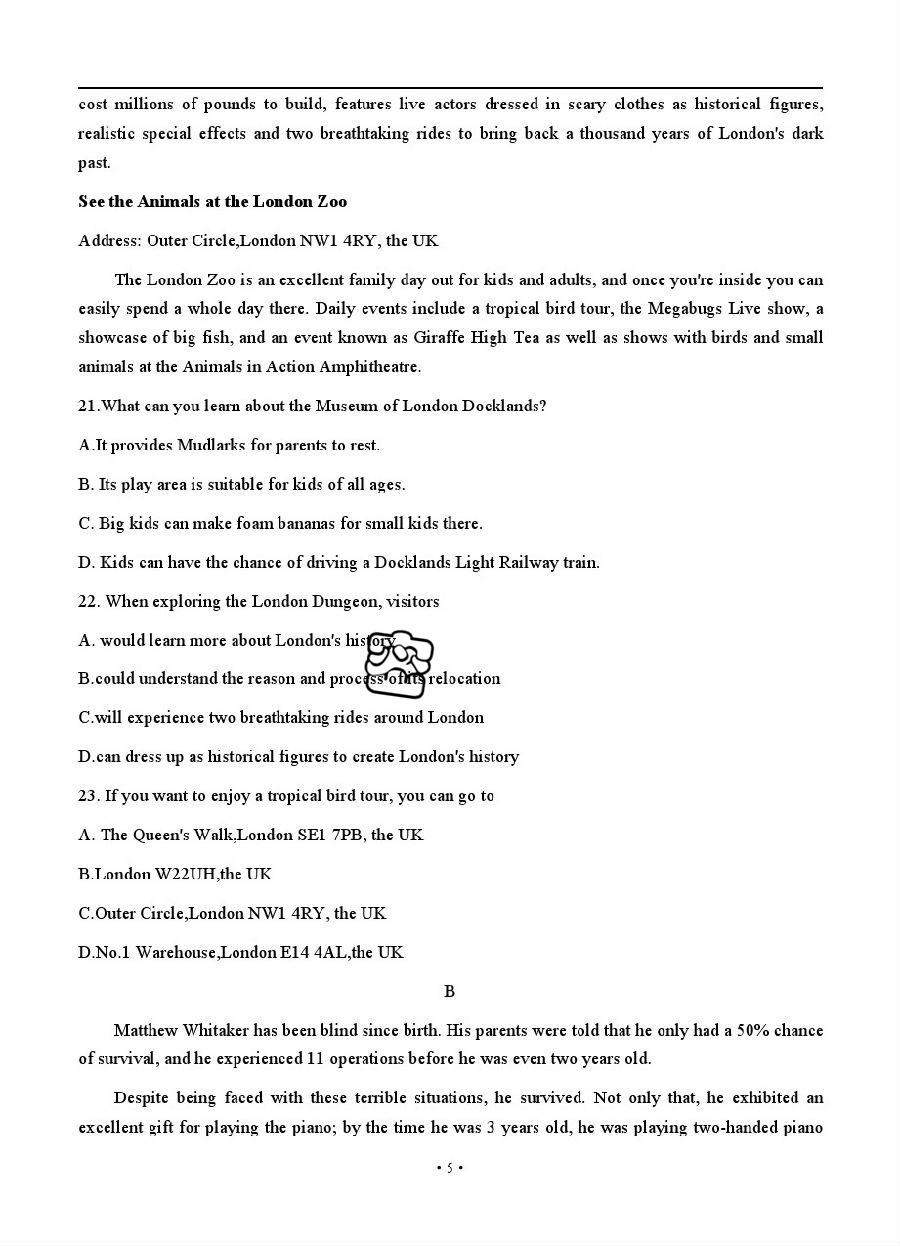 cost millions of pounds to build, features live actors dressed in scary clothes as historical figures,
realistic special effects and two breathtaking rides to bring back a thousand years of London's dark
past.
See the Animals at the London Zoo
Address: Outer Circle,London NW1 4RY, the UK
The London Zoo is an excellent family day out for kids and adults, and once you're inside you can
easily spend a whole day there. Daily events include a tropical bird tour, the Megabugs Live show, a
showcase of big fish, and an event known as Giraffe High Tea as well as shows with birds and small
animals at the Animals in Action Amphitheatre.
21.What can you learn about the Museum of London Docklands?
A.It provides Mudlarks for parents to rest.
B. Its play area is suitable for kids of all ages.
C. Big kids can make foam bananas for small kids there.
D. Kids can have the chance of driving a Docklands Light Railway train.
22. When exploring the London Dungeon, visitors
A. would learn more about London's history
B.could understand the reason and process of its relocation
C.will experience two breathtaking rides around London
D.can dress up as historical figures to create London's history
23. If you want to enjoy a tropical bird tour, you can go to
A. The Queen's Walk,London SE1 7PB, the UK
B.London W22UH,the UK
C.Outer Circle,London NW1 4RY, the UK
D.No.1 Warehouse,London E14 4AL,the UK
B
Matthew Whitaker has been blind since birth. His parents were told that he only had a 50% chance
of survival, and he experienced 11 operations before he was even two years old.
Despite being faced with these terrible situations, he survived. Not only that, he exhibited an
excellent gift for playing the piano; by the time he was 3 years old, he was playing two-handed piano
• 5 •